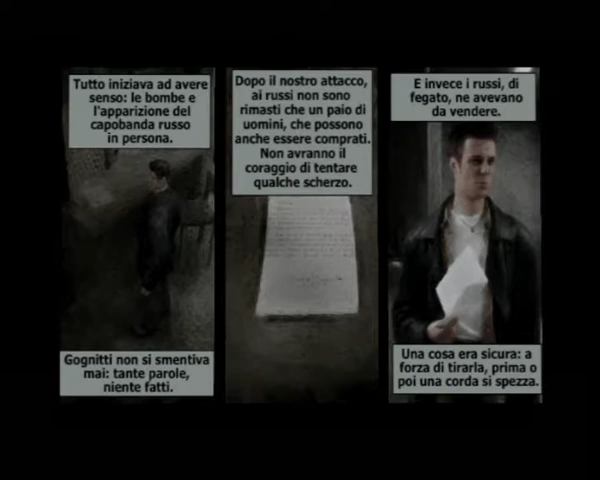 Tutto iniziava ad avere
senso: le bombe e
l'apparizione del
capobanda russo
in persona.
Gognitti non si smentiva
mai: tante parole,
niente fatti.
Dopo il nostro attacco,
ai russi non sono
rimasti che un paio di
uomini, che possono
anche essere comprati.
Non avranno il
coraggio di tentare
qualche scherzo.
E invece i russi, di
fegato, ne avevano
da vendere.
Una cosa era sicura: a
forza di tirarla, prima o
poi una corda si spezza.